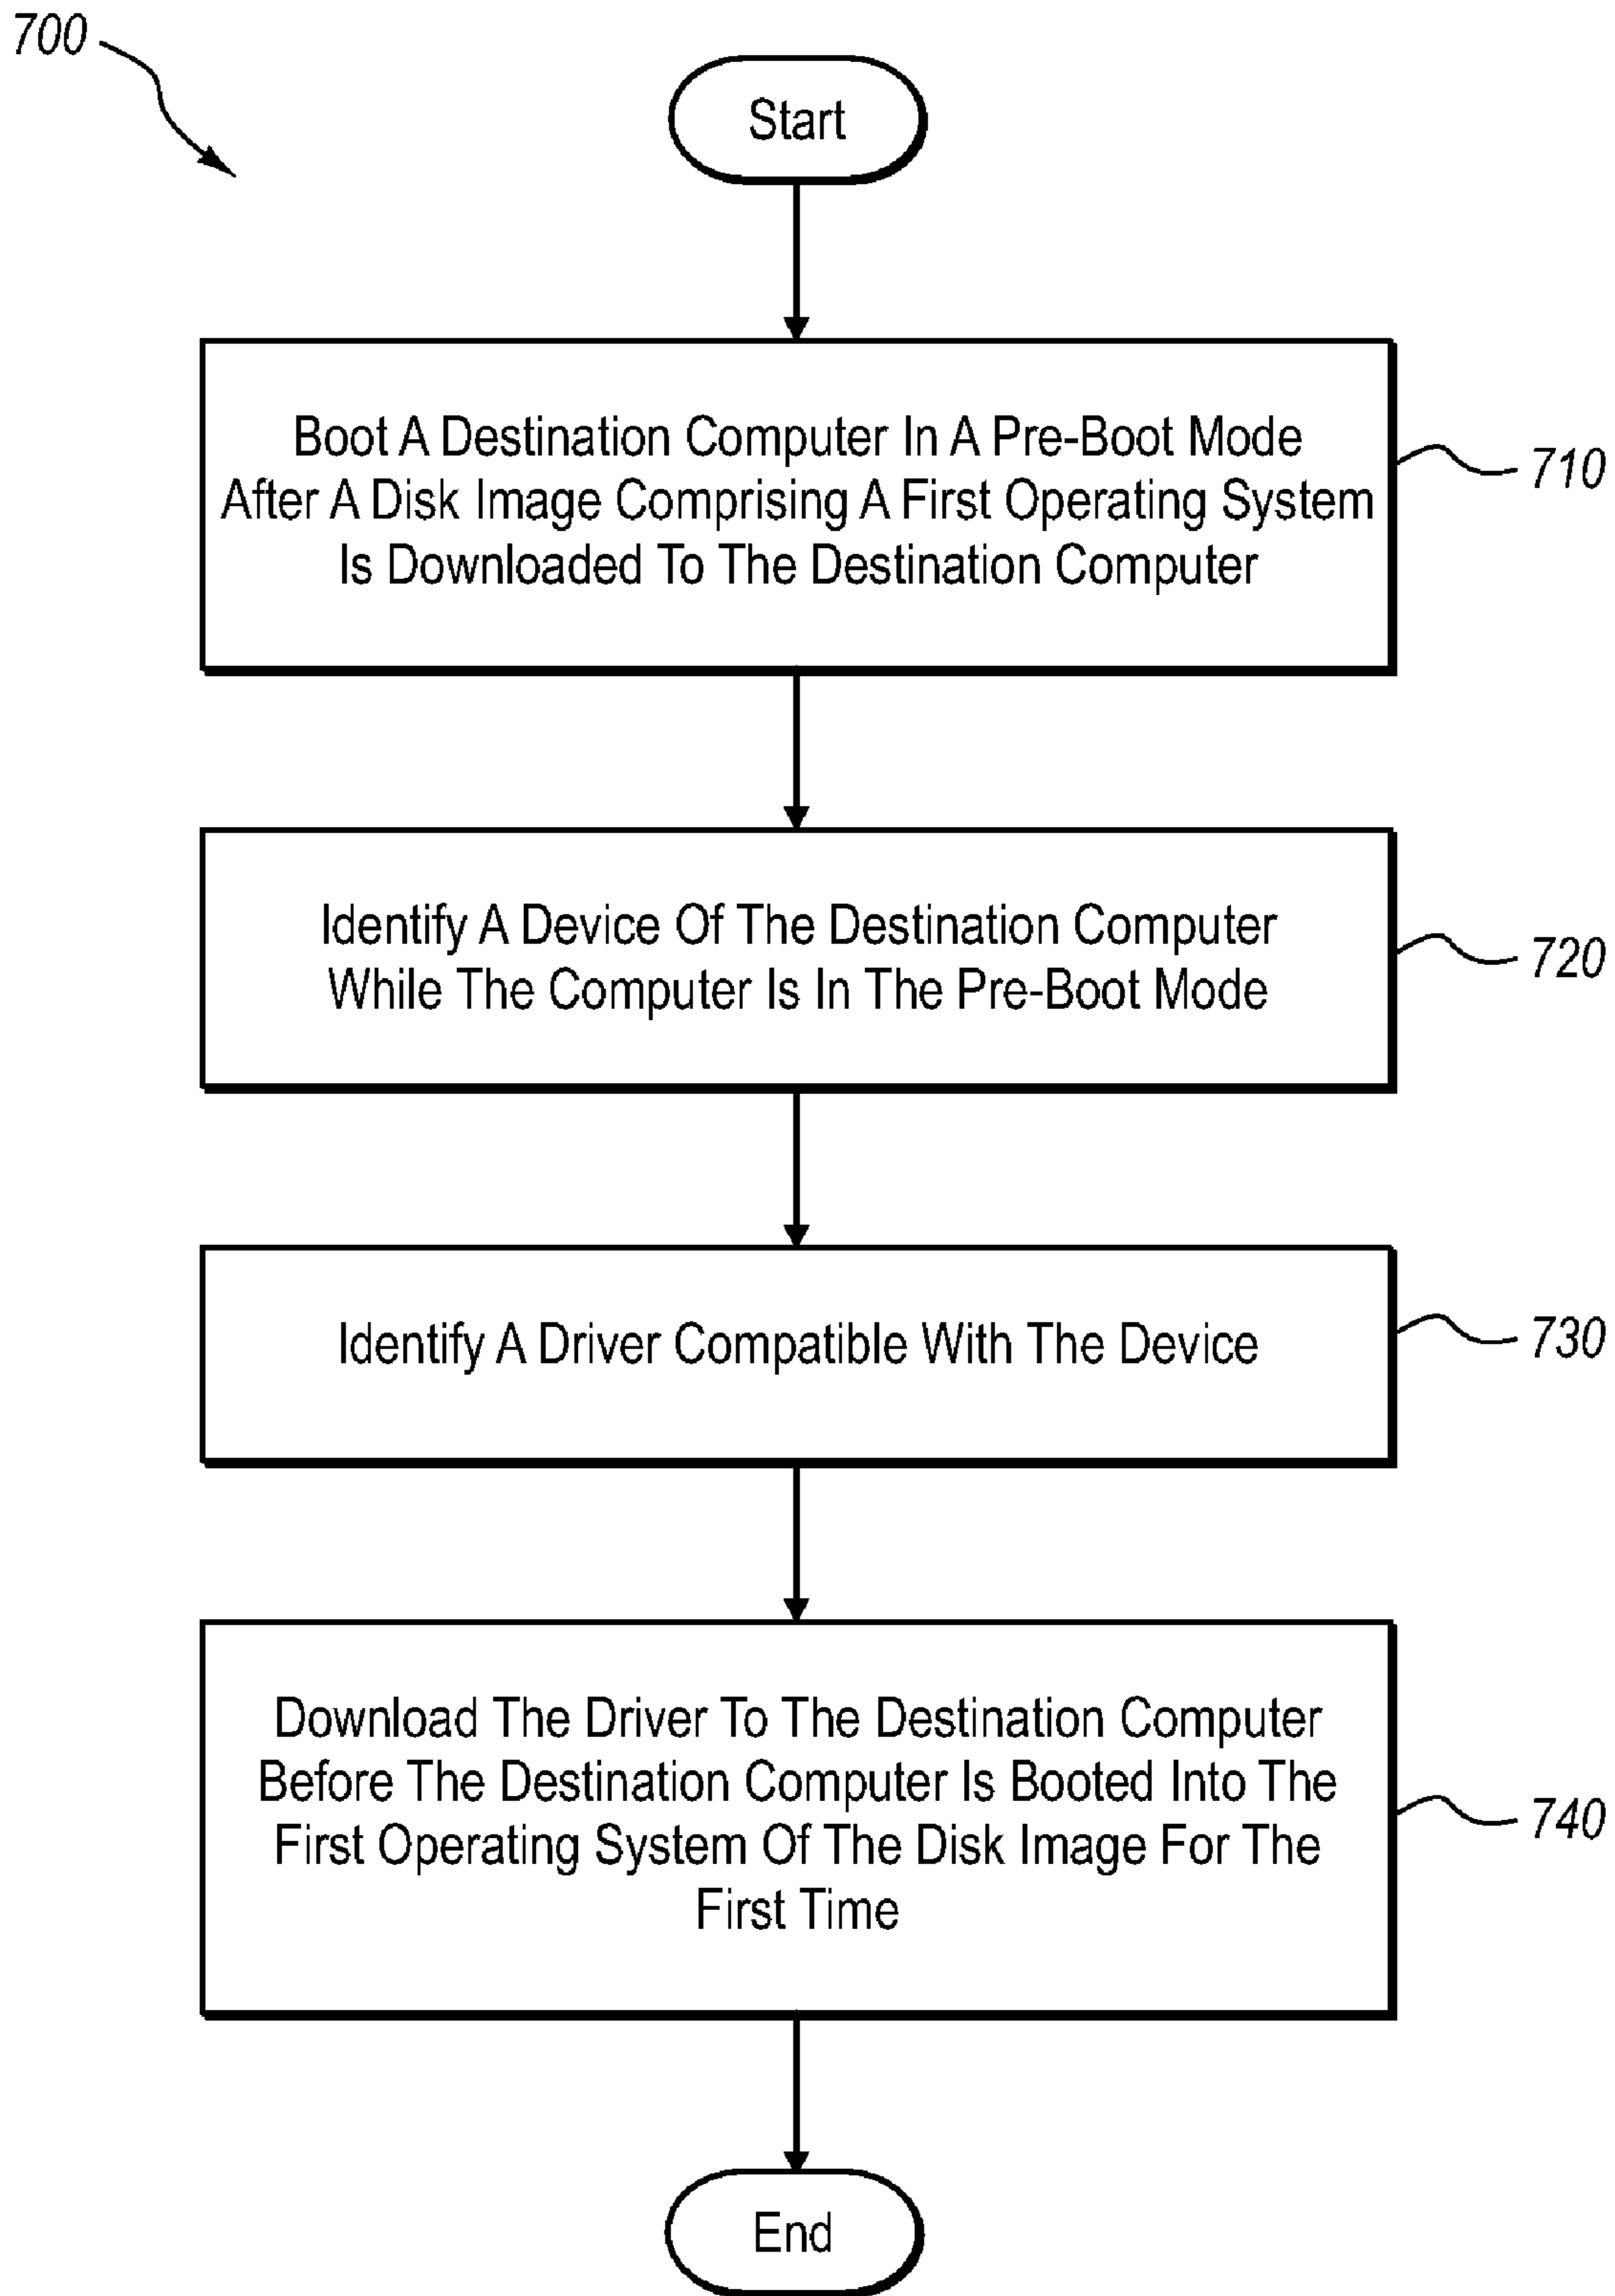 700
Start
Boot A Destination Computer In A Pre-Boot Mode
After A Disk Image Comprising A First Operating System
Is Downloaded To The Destination Computer
710
Identify A Device Of The Destination Computer
While The Computer Is In The Pre-Boot Mode
720
Identify A Driver Compatible With The Device
730
Download The Driver To The Destination Computer
Before The Destination Computer Is Booted Into The
First Operating System Of The Disk Image For The
First Time
740
End